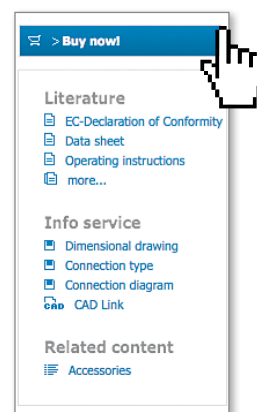 > Buy now!
Literature
EC-Declaration of Conformity
Data sheet
Operating instructions
more...
Info service
Dimensional drawing
Connection type
Connection diagram
CAD CAD Link
Related content
Accessories